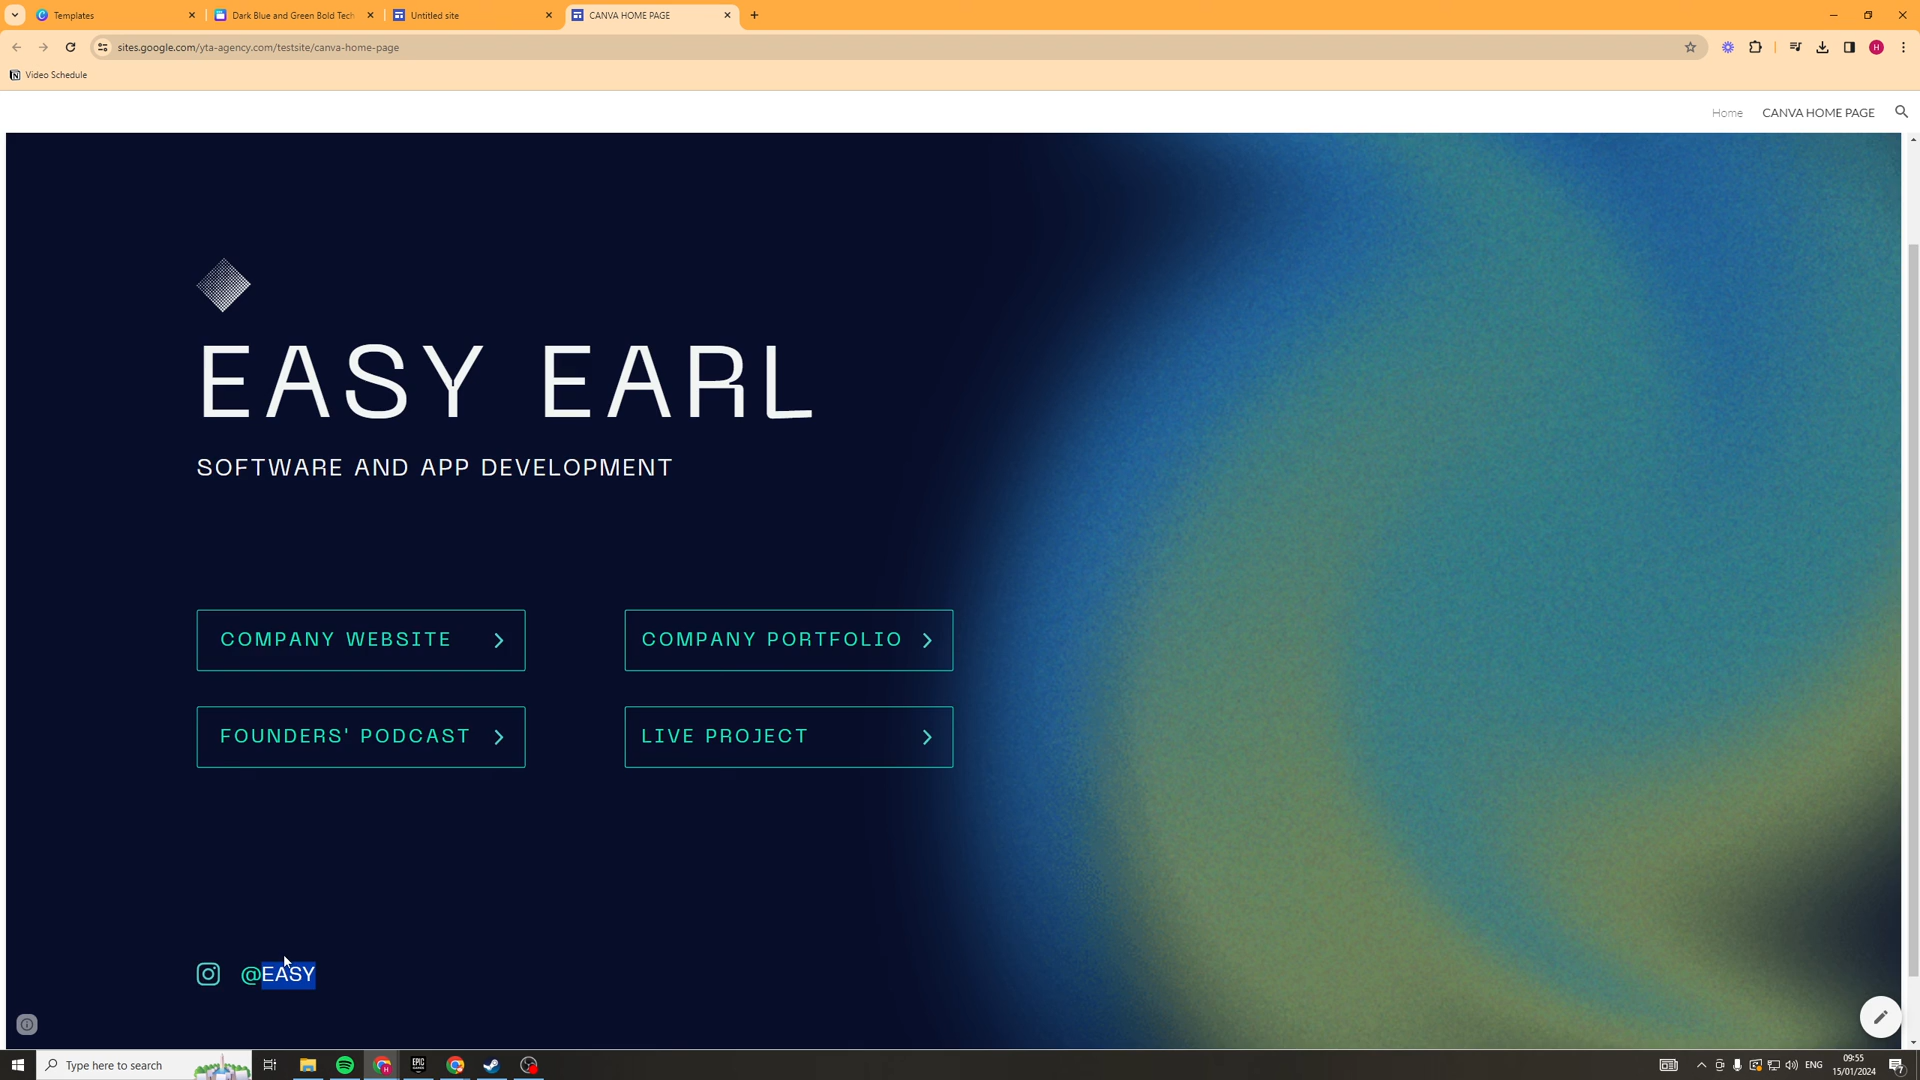 Templates
Dark Blue and Green Bold Tech
Untitled site
CANVA HOME PAGE
sites.google.com/yta-agency.com/testsite/canva-home-page
H
Video Schedule
Home
CANVA HOME PAGE
EASY EARL
SOFTWARE AND APP DEVELOPMENT
COMPANY WEBSITE
COMPANY PORTFOLIO
FOUNDERS' PODCAST
LIVE PROJECT
@EASY
Type here to search
EPIC
ENG
09:55
15/01/2024